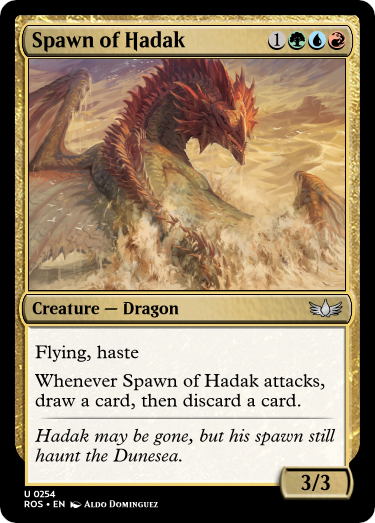 Spawn of Hadak 1
Creature — Dragon
Flying, haste
Whenever Spawn of Hadak attacks,
draw a card, then discard a card.
Hadak may be gone, but his spawn still
haunt the Dunesea.
3/3
U 0254
ROS • EN Aldo Dominguez